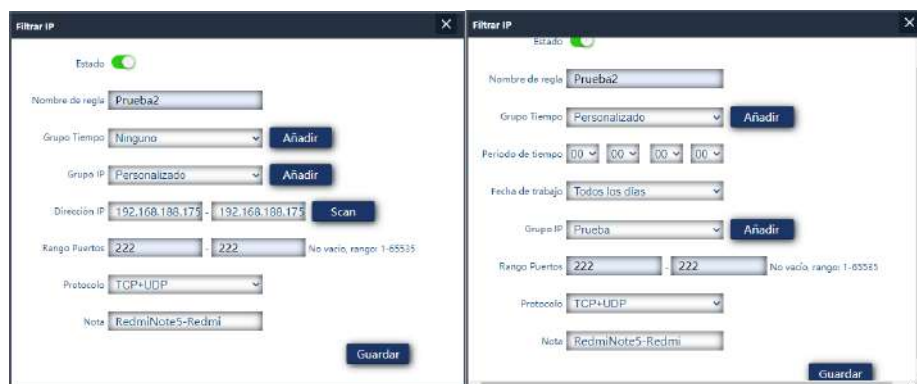 Filtrar IP
Estado
Nombre de regla Prueba2
Grupo Tiempo Ninguno Añadir
Grupo IP Personalizado Añadir
Dirección IP 192.168.188.175 - 192.168.188.175 Scan
Rango Puertos 222 - 222 No vacío, rango: 1-65535
Protocolo TCP+UDP
Nota RedmiNote5-Redmi
Guardar
Filtrar IP
Estado
Nombre de regla Prueba2
Grupo Tiempo Personalizado Añadir
Periodo de tiempo 00 00 00 00
Fecha de trabajo Todos los días
Grupo IP Prueba Añadir
Rango Puertos 222 - 222 No vacío, rango: 1-65535
Protocolo TCP+UDP
Nota RedmiNote5-Redmi
Guardar